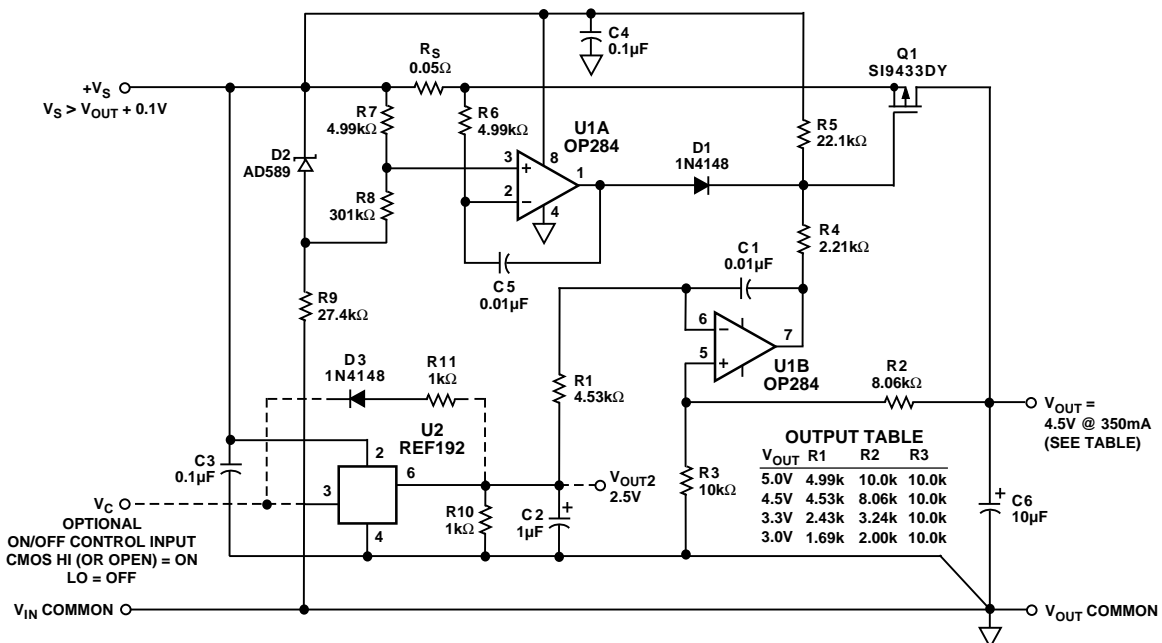 C4
0.1µF
RS
0.05Ω
Q1
SI9433DY
+VS
VS > VOUT + 0.1V
R7
4.99kΩ
R6
4.99kΩ
U1A
OP284
R5
22.1kΩ
D1
1N4148
D2
AD589
3
8
1
2
4
R8
301kΩ
R4
2.21kΩ
C1
0.01µF
C5
0.01µF
R9
27.4kΩ
6
7
5
U1B
OP284
R2
8.06kΩ
D3
1N4148
R11
1kΩ
R1
4.53kΩ
VOUT =
4.5V @ 350mA
(SEE TABLE)
U2
REF192
C3
0.1µF
2
6
3
4
VOUT2
2.5V
R3
10kΩ
OUTPUT TABLE
VOUT R1 R2 R3
5.0V 4.99k 10.0k 10.0k
4.5V 4.53k 8.06k 10.0k
3.3V 2.43k 3.24k 10.0k
3.0V 1.69k 2.00k 10.0k
C6
10µF
VC
OPTIONAL
ON/OFF CONTROL INPUT
CMOS HI (OR OPEN) = ON
LO = OFF
R10
1kΩ
C2
1µF
VIN COMMON
VOUT COMMON